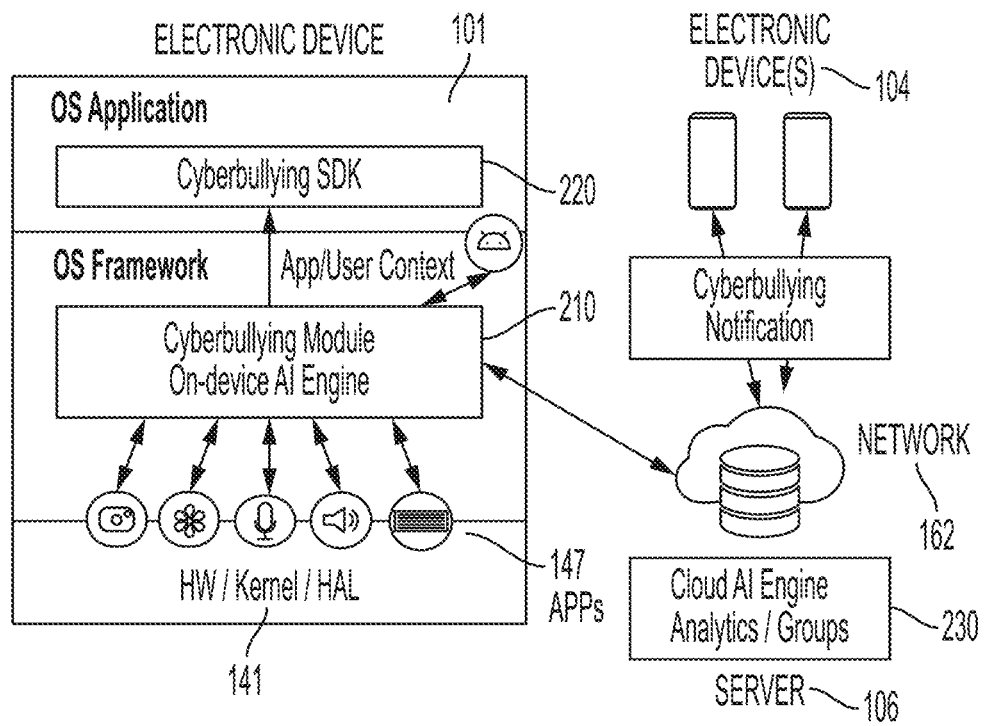 ELECTRONIC DEVICE
101
OS Application
Cyberbullying SDK
220
OS Framework
App/User Context
Cyberbullying Module
On-device AI Engine
210
HW / Kernel / HAL
141
147
APPs
ELECTRONIC
DEVICE(S)
104
Cyberbullying
Notification
NETWORK
162
Cloud AI Engine
Analytics / Groups
230
SERVER
106